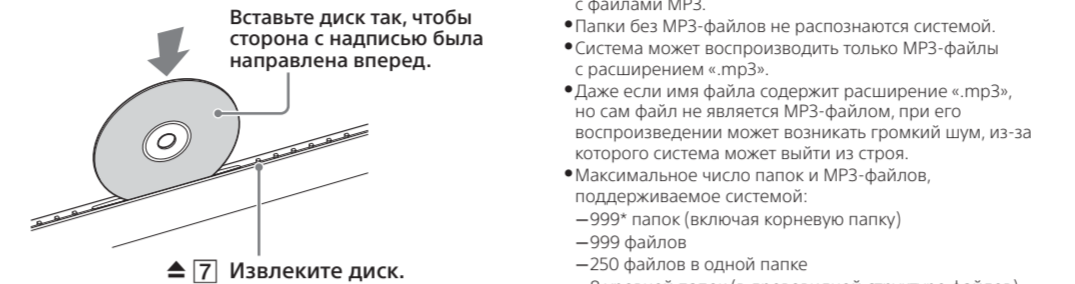 Вставьте диск так, чтобы
сторона с надписью была
направлена вперед.
⏏ 7 Извлеките диск.
с файлами MP3.
•Папки без MP3-файлов не распознаются системой.
•Система может воспроизводить только MP3-файлы
с расширением «.mp3».
•Даже если имя файла содержит расширение «.mp3»,
но сам файл не является MP3-файлом, при его
воспроизведении может возникать громкий шум, из-за
которого система может выйти из строя.
•Максимальное число папок и MP3-файлов,
поддерживаемое системой:
—999* папок (включая корневую папку)
—999 файлов
—250 файлов в одной папке